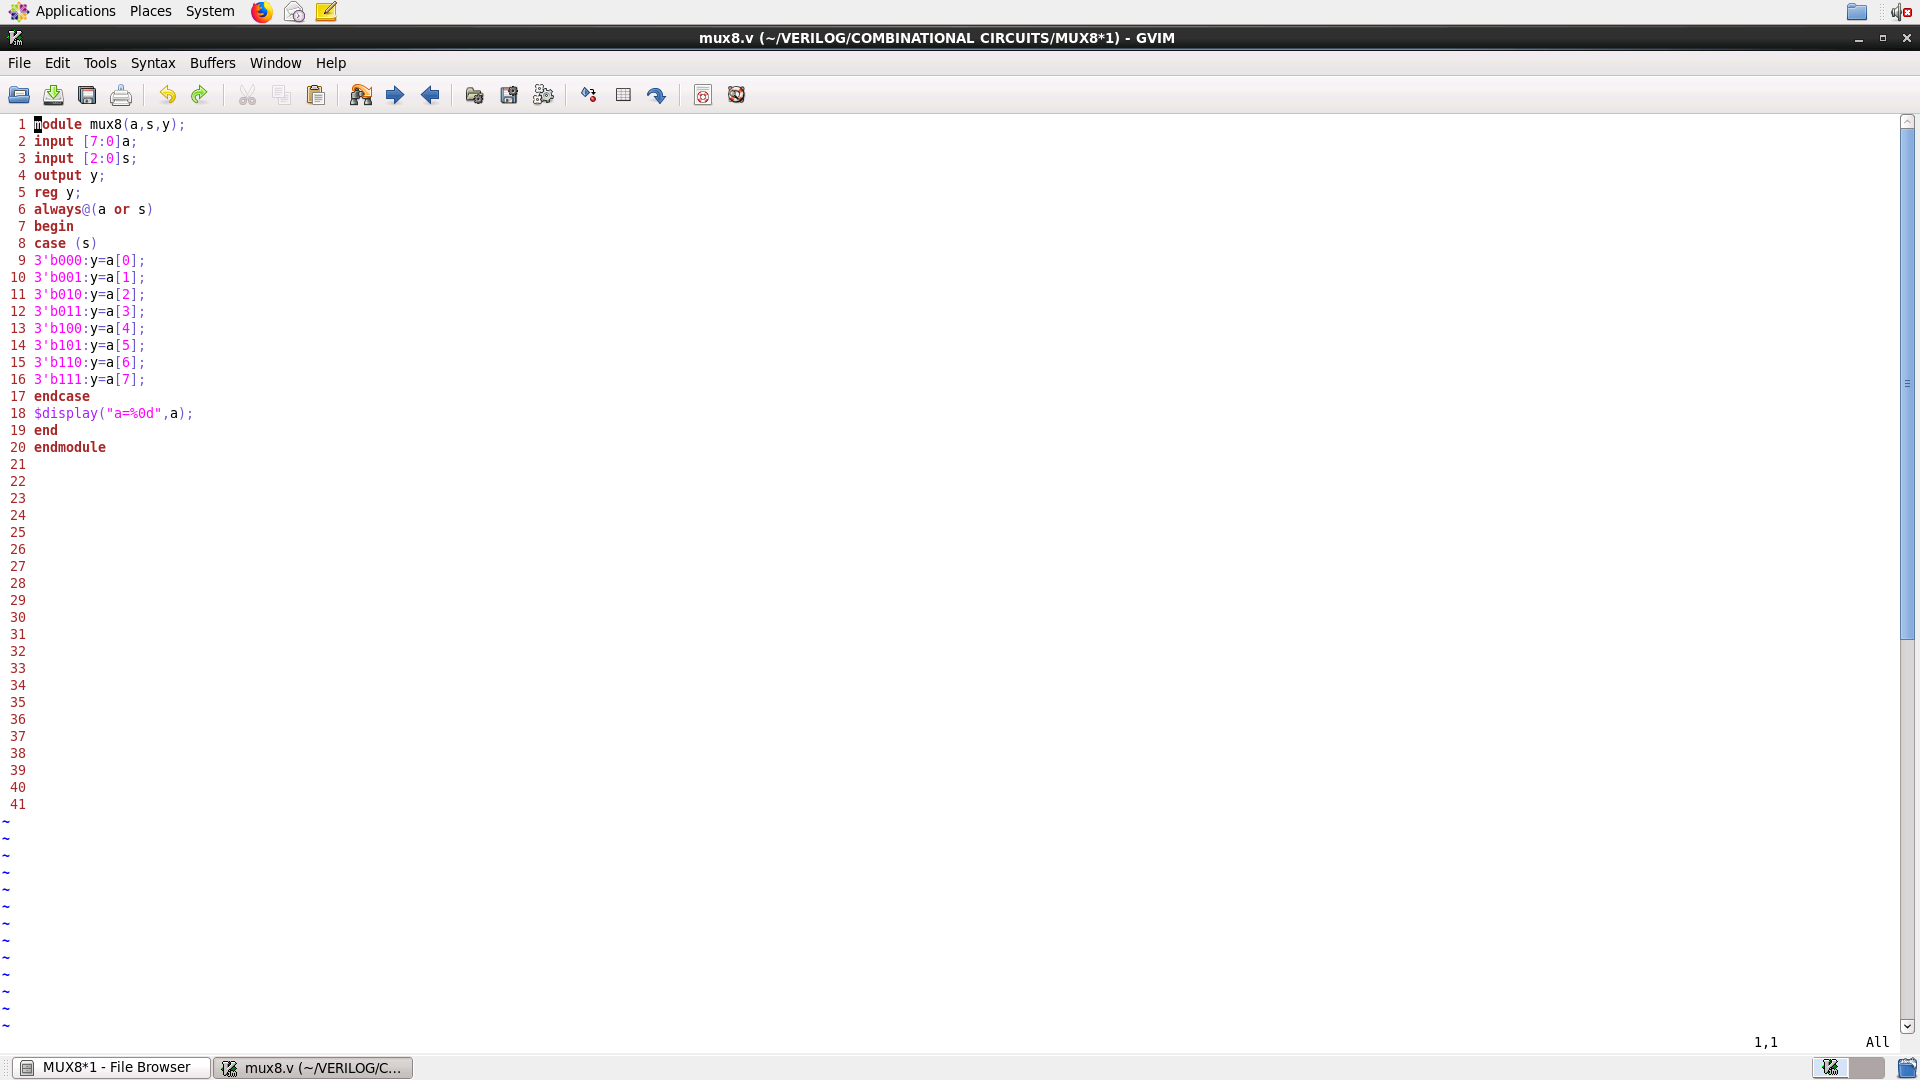 Applications Places System
mux8.v (~/VERILOG/COMBINATIONAL CIRCUITS/MUX8*1) - GVIM
File Edit Tools Syntax Buffers Window Help
1 module mux8(a,s,y);
2 input [7:0]a;
3 input [2:0]s;
4 output y;
5 reg y;
6 always@(a or s)
7 begin
8 case (s)
9 3'b000:y=a[0];
10 3'b001:y=a[1];
11 3'b010:y=a[2];
12 3'b011:y=a[3];
13 3'b100:y=a[4];
14 3'b101:y=a[5];
15 3'b110:y=a[6];
16 3'b111:y=a[7];
17 endcase
18 $display("a=%0d",a);
19 end
20 endmodule
21
22
23
24
25
26
27
28
29
30
31
32
33
34
35
36
37
38
39
40
41
~
~
~
~
~
~
~
~
~
~
~
~
~
1,1 All
MUX8*1 - File Browser mux8.v (~/VERILOG/C...